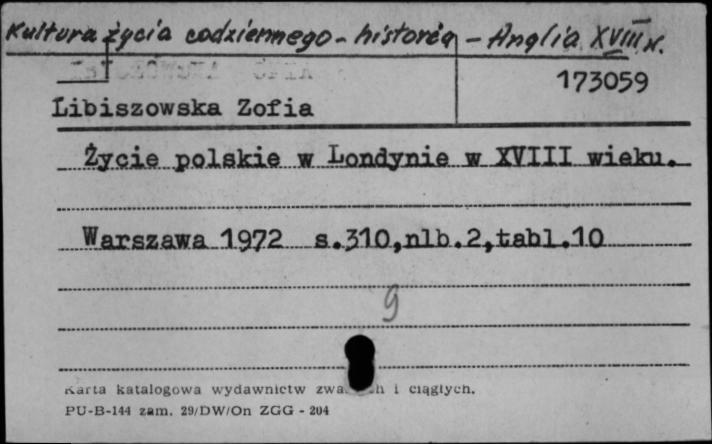 Kultura życia codziennego - historia - Anglia XVIII w.
173059
Libiszowska Zofia
Życie polskie w Londynie w XVIII wieku.
Warszawa 1972 s.310,nlb.2,tabl.10
9
Karta katalogowa wydawnictw i ciągłych.
PU-B-144 zam. 29/DW/On ZGG - 204